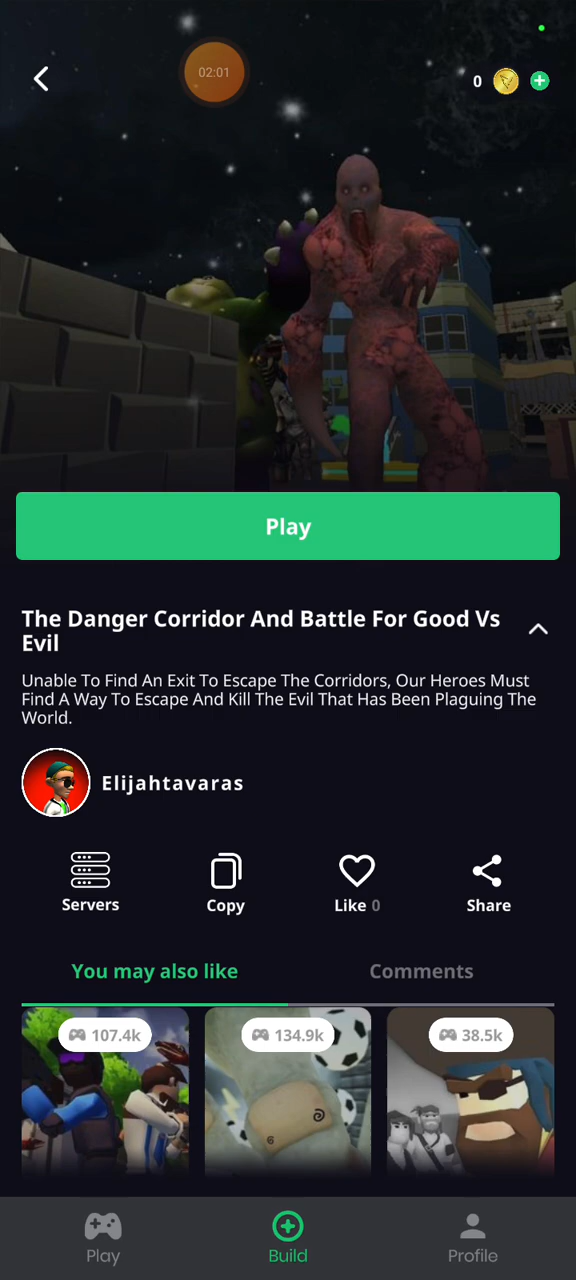 02:01
0
Play
The Danger Corridor And Battle For Good Vs
Evil
Unable To Find An Exit To Escape The Corridors, Our Heroes Must
Find A Way To Escape And Kill The Evil That Has Been Plaguing The
World.
Elijahtavaras
Servers
Copy
Like 0
Share
You may also like
Comments
107.4k
134.9k
38.5k
Play
Build
Profile